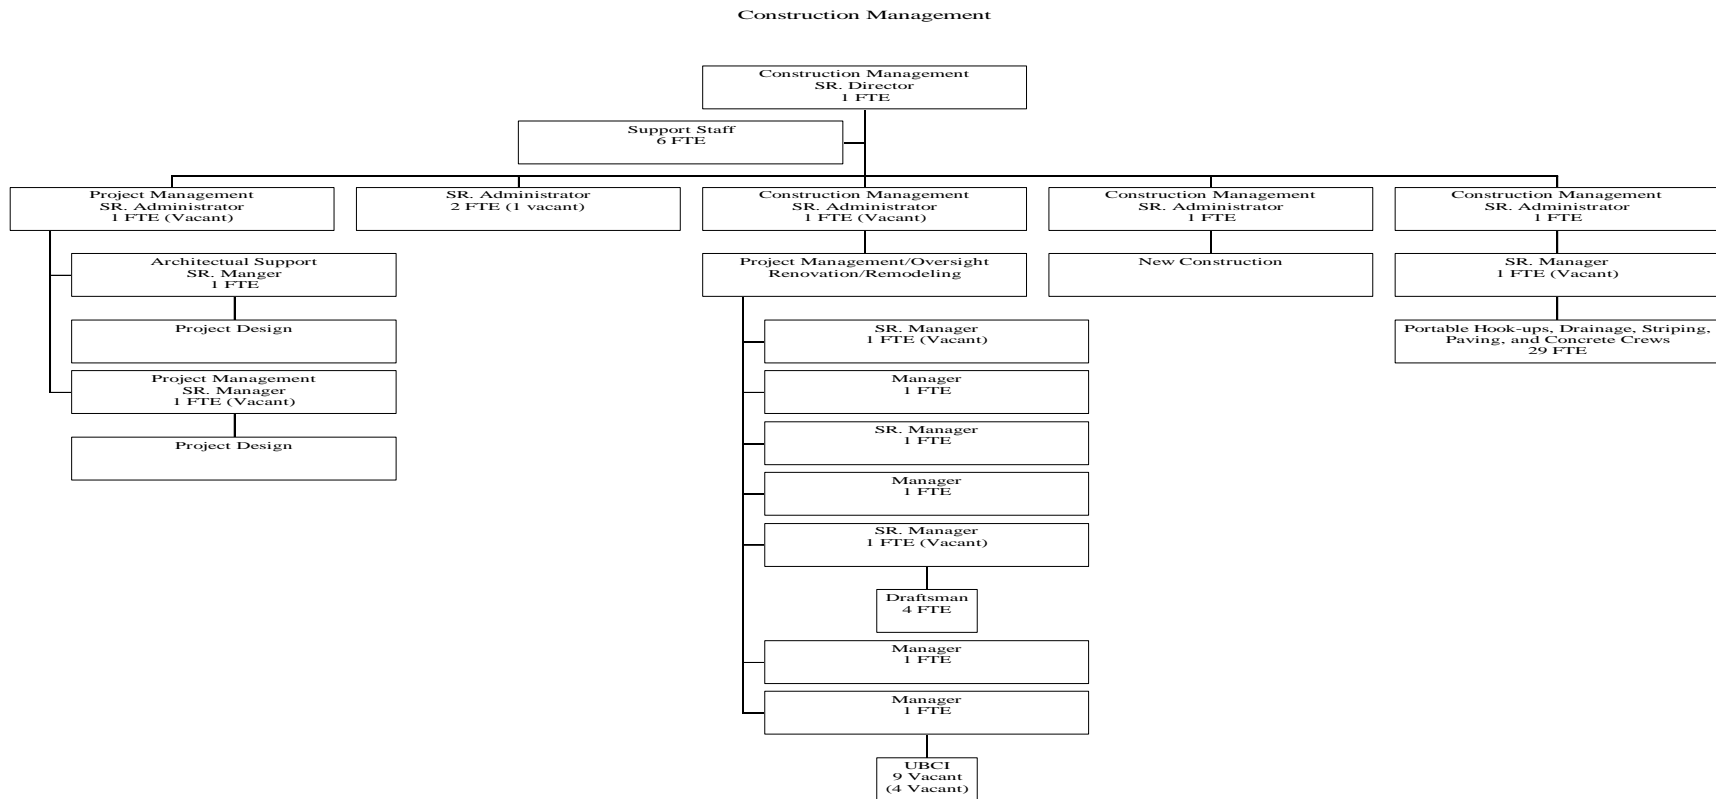 Construction Management
Construction Management
SR. Director
1 FTE
Support Staff
6 FTE
Project Management
SR. Administrator
1 FTE (Vacant)
SR. Administrator
2 FTE (1 vacant)
Construction Management
SR. Administrator
1 FTE (Vacant)
Construction Management
SR. Administrator
1 FTE
Construction Management
SR. Administrator
1 FTE
Architectual Support
SR. Manger
1 FTE
Project Design
Project Management
SR. Manager
1 FTE (Vacant)
Project Design
Project Management/Oversight
Renovation/Remodeling
SR. Manager
1 FTE (Vacant)
Manager
1 FTE
SR. Manager
1 FTE
Manager
1 FTE
SR. Manager
1 FTE (Vacant)
Draftsman
4 FTE
Manager
1 FTE
Manager
1 FTE
UBCI
9 Vacant
(4 Vacant)
New Construction
SR. Manager
1 FTE (Vacant)
Portable Hook-ups, Drainage, Striping,
Paving, and Concrete Crews
29 FTE